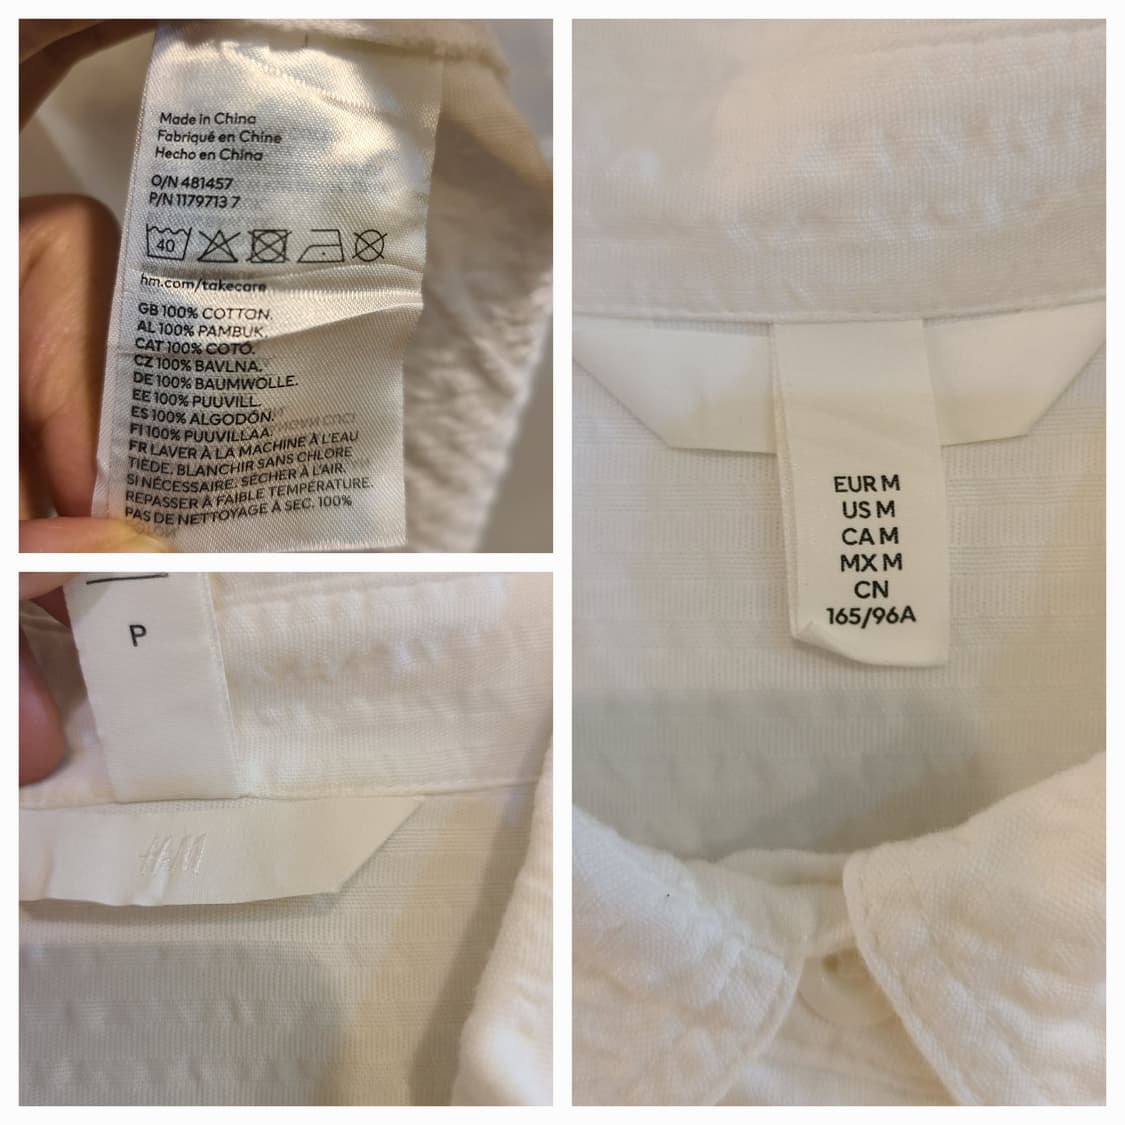 Made in China
Fabriqué en Chine
Hecho en China
O/N 481457
P/N 1179713 7
40
hm.com/takecare
GB 100% COTTON.
AL 100% PAMBUK.
CAT 100% COTÓ.
CZ 100% BAVLNA.
DE 100% BAUMWOLLE.
EE 100% PUUVILL.
ES 100% ALGODÓN.
FI 100% PUUVILLAA.
FR LAVER À LA MACHINE À L'EAU
TIÈDE, BLANCHIR SANS CHLORE
SI NÉCESSAIRE. SÉCHER À L'AIR.
REPASSER À FAIBLE TEMPÉRATURE.
PAS DE NETTOYAGE À SEC. 100%
P
H&M
EUR M
US M
CA M
MX M
CN
165/96A